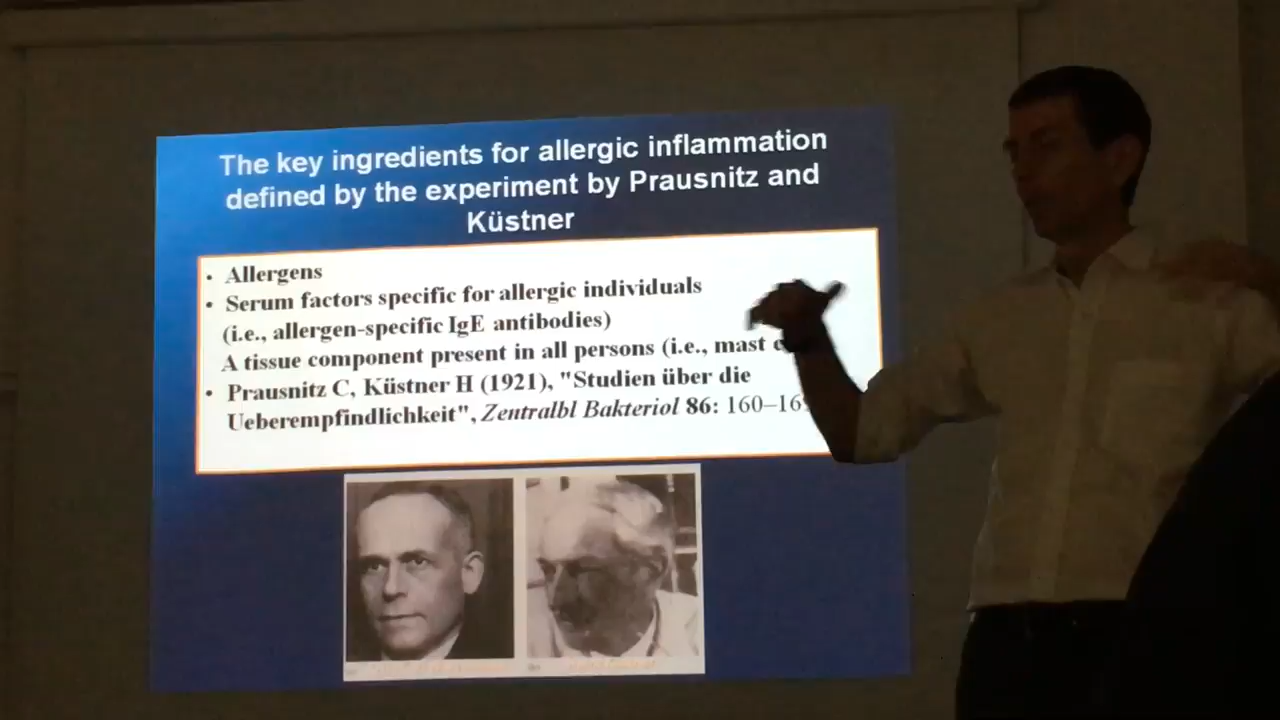 The key ingredients for allergic inflammation
defined by the experiment by Prausnitz and
Küstner
• Allergens
• Serum factors specific for allergic individuals
(i.e., allergen-specific IgE antibodies)
A tissue component present in all persons (i.e., mast
• Prausnitz C, Küstner H (1921), "Studien über die
Ueberempfindlichkeit", Zentralbl Bakteriol 86: